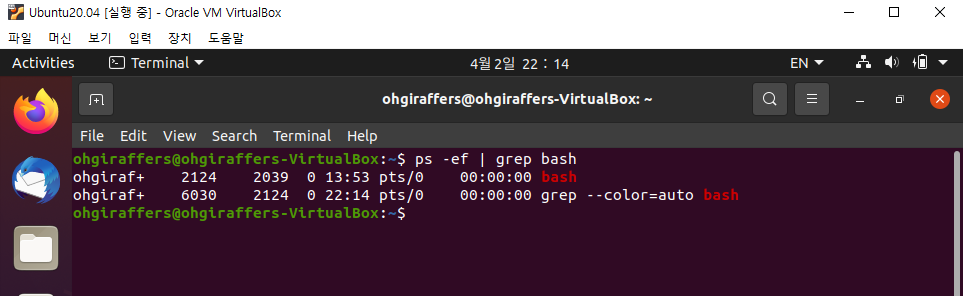 Ubuntu20.04 [실행 중] - Oracle VM VirtualBox
파일 머신 보기 입력 장치 도움말
Activities Terminal 4월 2일 22 : 14 EN
ohgiraffers@ohgiraffers-VirtualBox: ~
File Edit View Search Terminal Help
ohgiraffers@ohgiraffers-VirtualBox:~$ ps -ef | grep bash
ohgiraf+    2124    2039  0 13:53 pts/0    00:00:00 bash
ohgiraf+    6030    2124  0 22:14 pts/0    00:00:00 grep --color=auto bash
ohgiraffers@ohgiraffers-VirtualBox:~$